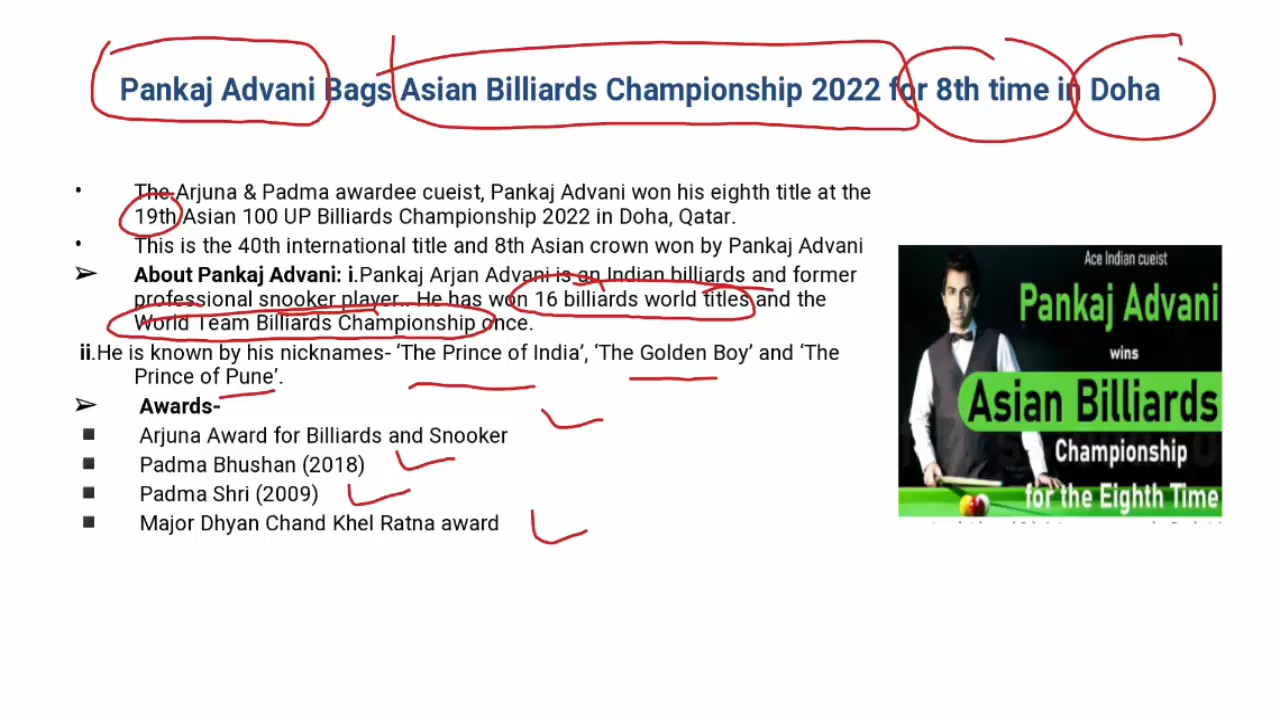 Pankaj Advani Bags Asian Billiards Championship 2022 for 8th time in Doha
• The Arjuna & Padma awardee cueist, Pankaj Advani won his eighth title at the
19th Asian 100 UP Billiards Championship 2022 in Doha, Qatar.
• This is the 40th international title and 8th Asian crown won by Pankaj Advani
➢ About Pankaj Advani: i.Pankaj Arjan Advani is an Indian billiards and former
professional snooker player.. He has won 16 billiards world titles and the
World Team Billiards Championship once.
ii.He is known by his nicknames- ‘The Prince of India’, ‘The Golden Boy’ and ‘The
Prince of Pune’.
➢ Awards-
▪ Arjuna Award for Billiards and Snooker
▪ Padma Bhushan (2018)
▪ Padma Shri (2009)
▪ Major Dhyan Chand Khel Ratna award
Ace Indian cueist
Pankaj Advani
wins
Asian Billiards
Championship
for the Eighth Time